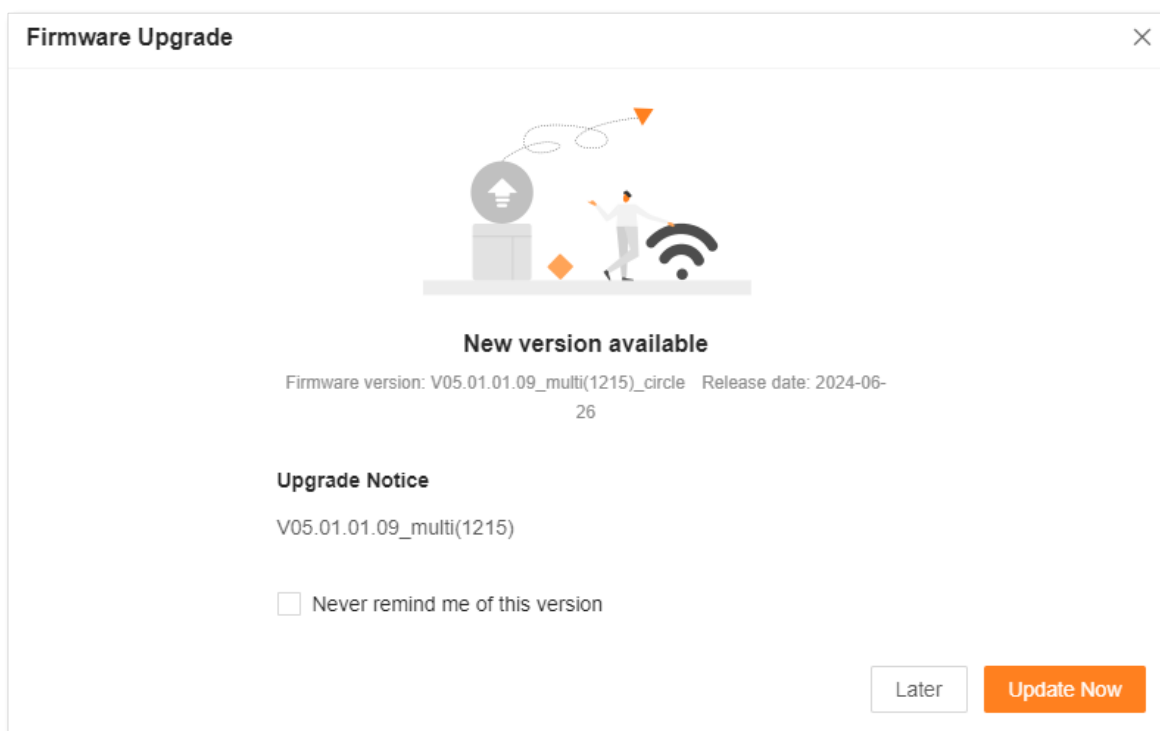 Firmware Upgrade
New version available
Firmware version: V05.01.01.09_multi(1215)_circle Release date: 2024-06-
26
Upgrade Notice
V05.01.01.09_multi(1215)
Never remind me of this version
Later Update Now